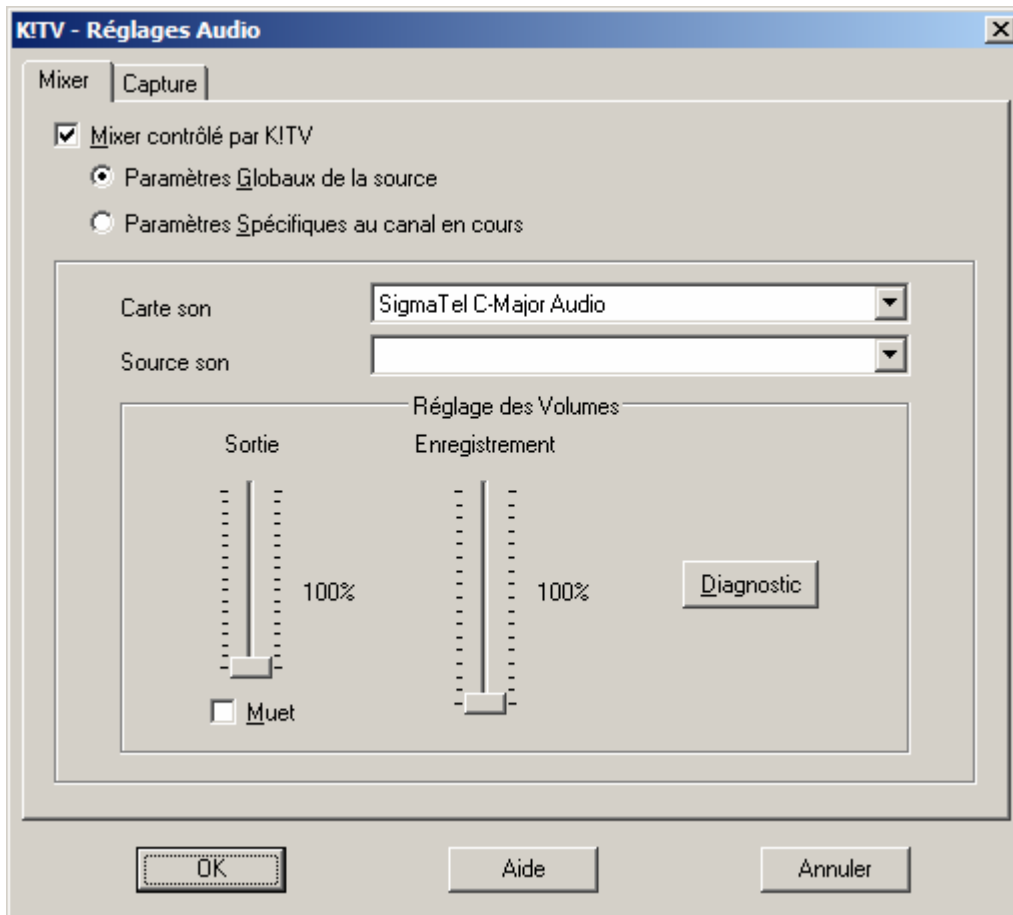 K!TV - Réglages Audio
Mixer
Capture
Mixer contrôlé par K!TV
Paramètres Globaux de la source
Paramètres Spécifiques au canal en cours
Carte son
SigmaTel C-Major Audio
Source son
Réglage des Volumes
Sortie
Enregistrement
100%
100%
Diagnostic
Muet
OK
Aide
Annuler